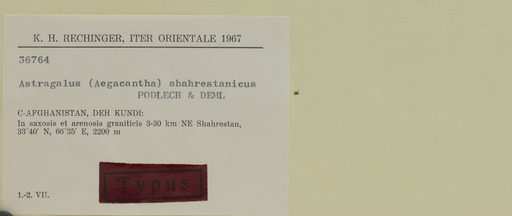 K. H. RECHINGER, ITER ORIENTALE 1967
36764
Astragalus (Aegacantha) shahrestanicus
PODLECH & DEML
C-AFGHANISTAN, DEH KUNDI:
In saxosis et arenosis graniticis 3-30 km NE Shahrestan,
33°40' N, 66°35' E, 2200 m
Typus
1.-2. VII.